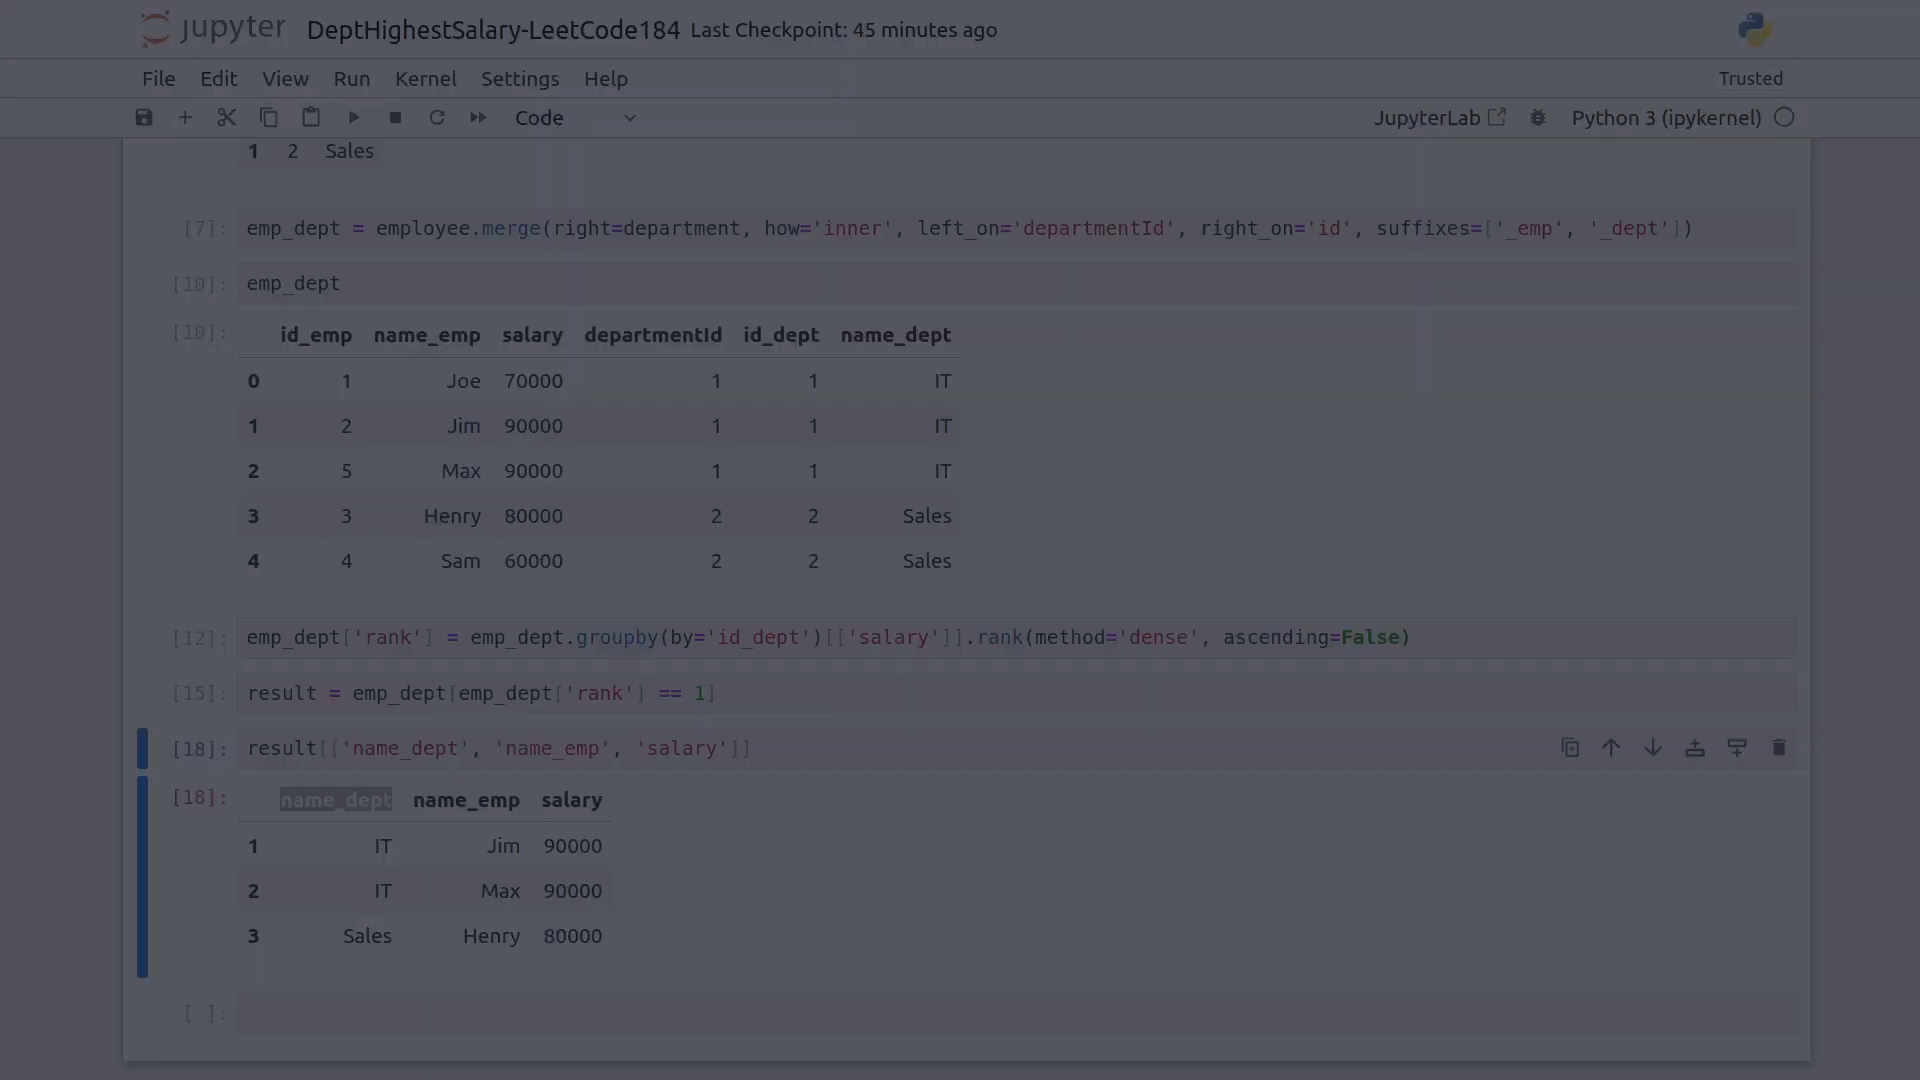 jupyter DeptHighestSalary-LeetCode184 Last Checkpoint: 45 minutes ago
File Edit View Run Kernel Settings Help Trusted
Code JupyterLab Python 3 (ipykernel)
1 2 Sales
[7]: emp_dept = employee.merge(right=department, how='inner', left_on='departmentId', right_on='id', suffixes=['_emp', '_dept'])
[10]: emp_dept
[10]: id_emp name_emp salary departmentId id_dept name_dept
0 1 Joe 70000 1 1 IT
1 2 Jim 90000 1 1 IT
2 5 Max 90000 1 1 IT
3 3 Henry 80000 2 2 Sales
4 4 Sam 60000 2 2 Sales
[12]: emp_dept['rank'] = emp_dept.groupby(by='id_dept')[['salary']].rank(method='dense', ascending=False)
[15]: result = emp_dept[emp_dept['rank'] == 1]
[18]: result[['name_dept', 'name_emp', 'salary']]
[18]: name_dept name_emp salary
1 IT Jim 90000
2 IT Max 90000
3 Sales Henry 80000
[ ]: